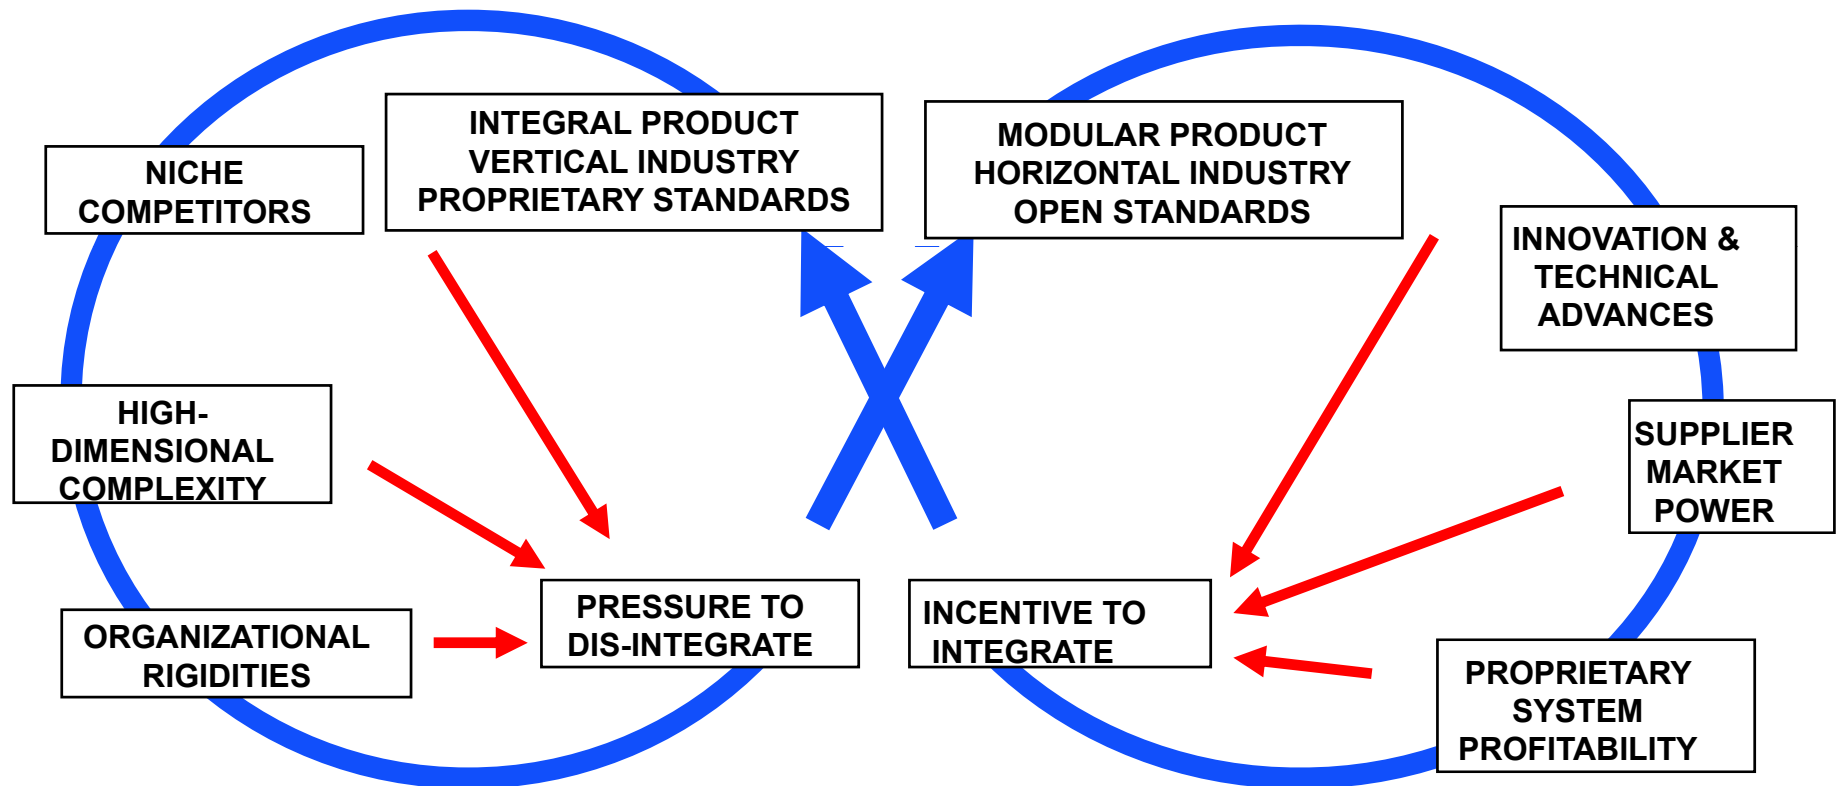 INTEGRAL PRODUCT
VERTICAL INDUSTRY
PROPRIETARY STANDARDS
MODULAR PRODUCT
HORIZONTAL INDUSTRY
OPEN STANDARDS
NICHE
COMPETITORS
INNOVATION &
TECHNICAL
ADVANCES
HIGH-
DIMENSIONAL
COMPLEXITY
SUPPLIER
MARKET
POWER
ORGANIZATIONAL
RIGIDITIES
PRESSURE TO
DIS-INTEGRATE
INCENTIVE TO
INTEGRATE
PROPRIETARY
SYSTEM
PROFITABILITY